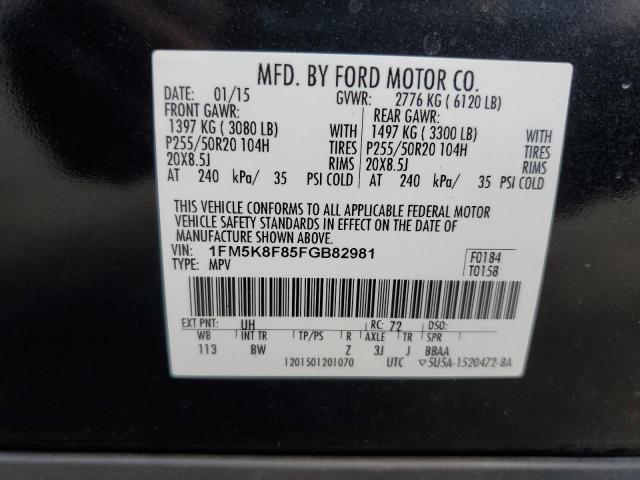 MFD. BY FORD MOTOR CO.
DATE: 01/15 GVWR: 2776 KG ( 6120 LB)
FRONT GAWR: REAR GAWR:
1397 KG ( 3080 LB) WITH 1497 KG ( 3300 LB) WITH
P255/50R20 104H TIRES P255/50R20 104H TIRES
20X8.5J RIMS 20X8.5J RIMS
AT 240 kPa/ 35 PSI COLD AT 240 kPa/ 35 PSI COLD
THIS VEHICLE CONFORMS TO ALL APPLICABLE FEDERAL MOTOR
VEHICLE SAFETY STANDARDS IN EFFECT ON THE DATE OF
MANUFACTURE SHOWN ABOVE.
VIN: 1FM5K8F85FGB82981 F0184
TYPE: MPV T0158
EXT PNT: UH RC: 72 DSO:
WB INT TR TP/PS R AXLE TR SPR
113 BW Z 3J J BBAA
1201501201070 UTC ▽5U5A-1520472-BA